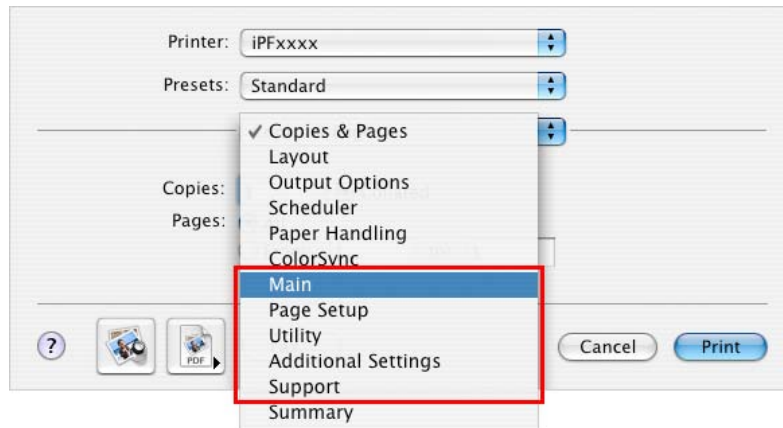 Printer: iPFxxxx
Presets: Standard
✓ Copies & Pages
Layout
Output Options
Scheduler
Copies:
Pages:
Paper Handling
ColorSync
Main
Page Setup
Utility
Additional Settings
Support
Summary
?
PDF
Cancel
Print